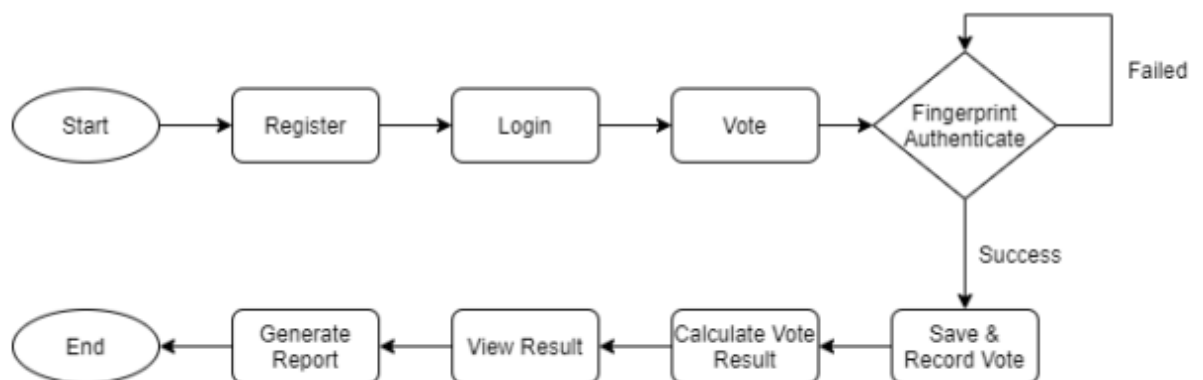 Start
Register
Login
Vote
Fingerprint
Authenticate
Failed
Success
End
Generate
Report
View Result
Calculate Vote
Result
Save &
Record Vote